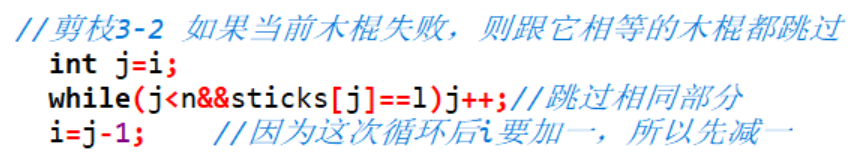 //剪枝3-2 如果当前木棍失败，则跟它相等的木棍都跳过
int j=i;
while(j<n&&sticks[j]==l)j++;//跳过相同部分
i=j-1; //因为这次循环后i要加一，所以先减一